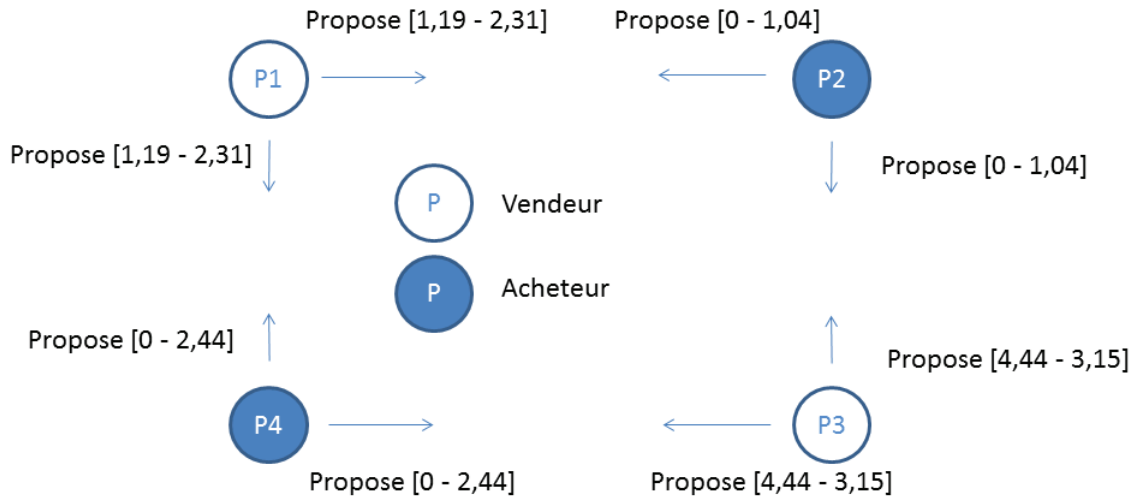 Propose [1,19 - 2,31]
Propose [0 - 1,04]
P1
P2
Propose [1,19 - 2,31]
Propose [0 - 1,04]
P
Vendeur
P
Acheteur
Propose [0 - 2,44]
Propose [4,44 - 3,15]
P4
P3
Propose [0 - 2,44]
Propose [4,44 - 3,15]